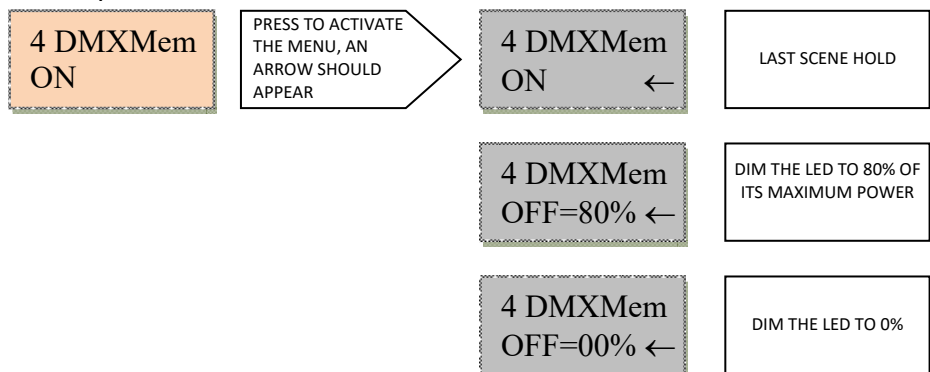 4 DMXMem
ON
PRESS TO ACTIVATE
THE MENU, AN
ARROW SHOULD
APPEAR
4 DMXMem
ON ←
LAST SCENE HOLD
4 DMXMem
OFF=80% ←
DIM THE LED TO 80% OF
ITS MAXIMUM POWER
4 DMXMem
OFF=00% ←
DIM THE LED TO 0%